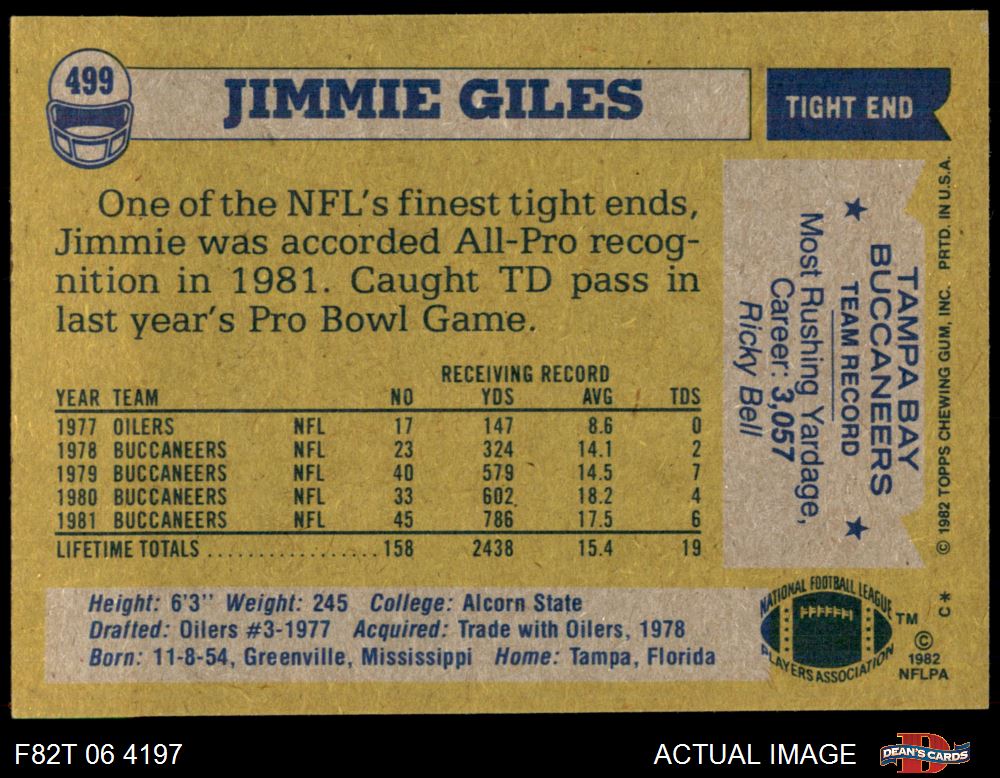 499
JIMMIE GILES
TIGHT END
One of the NFL's finest tight ends,
Jimmie was accorded All-Pro recog-
nition in 1981. Caught TD pass in
last year's Pro Bowl Game.
RECEIVING RECORD
YEAR TEAM NO YDS AVG TDS
1977 OILERS NFL 17 147 8.6 0
1978 BUCCANEERS NFL 23 324 14.1 2
1979 BUCCANEERS NFL 40 579 14.5 7
1980 BUCCANEERS NFL 33 602 18.2 4
1981 BUCCANEERS NFL 45 786 17.5 6
LIFETIME TOTALS ................. 158 2438 15.4 19
Height: 6'3" Weight: 245 College: Alcorn State
Drafted: Oilers #3-1977 Acquired: Trade with Oilers, 1978
Born: 11-8-54, Greenville, Mississippi Home: Tampa, Florida
TAMPA BAY
BUCCANEERS
★ TEAM RECORD ★
Most Rushing Yardage,
Career: 3,057
Ricky Bell
© 1982 TOPPS CHEWING GUM, INC. PRTD. IN U.S.A.
C*
NATIONAL FOOTBALL LEAGUE
PLAYERS ASSOCIATION
TM
©
1982
NFLPA
F82T 06 4197
ACTUAL IMAGE
D
DEAN'S CARDS